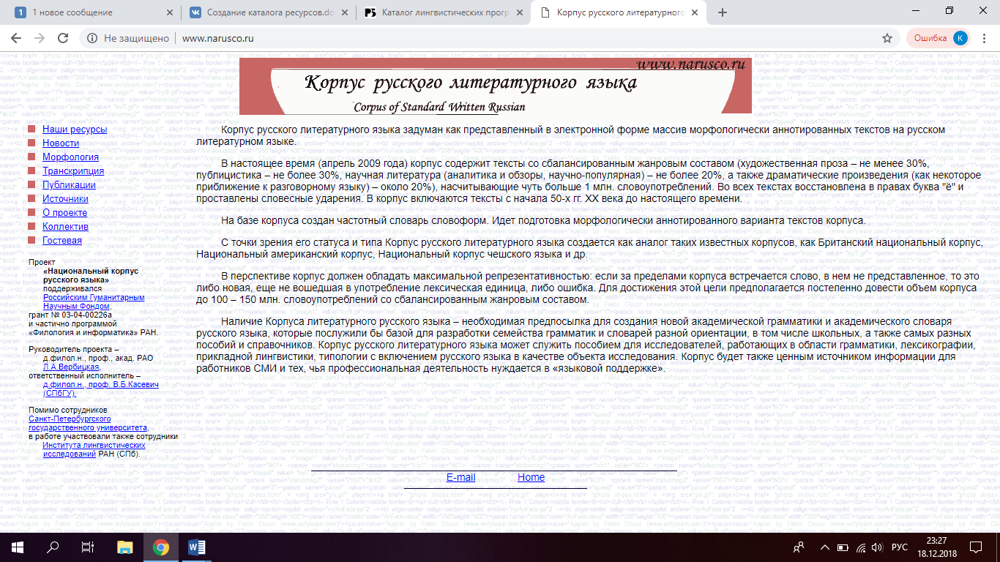 1 новое сообщение
Создание каталога ресурсов.do
Каталог лингвистических прогр
Корпус русского литературного
Не защищено
www.narusco.ru
Ошибка
К
www.narusco.ru
Корпус русского литературного языка
Corpus of Standard Written Russian
Наши ресурсы
Новости
Морфология
Транскрипция
Публикации
Источники
О проекте
Коллектив
Гостевая
Проект
«Национальный корпус
русского языка»
поддерживался
Российским Гуманитарным
Научным Фондом,
грант № 03-04-00226а
и частично программой
«Филология и информатика» РАН.
Руководитель проекта –
д.филол.н., проф., акад. РАО
Л.А.Вербицкая,
ответственный исполнитель –
д.филол.н., проф. В.Б.Касевич
(СПбГУ).
Помимо сотрудников
Санкт-Петербургского
государственного университета,
в работе участвовали также сотрудники
Института лингвистических
исследований РАН (СПб).
Корпус русского литературного языка задуман как представленный в электронной форме массив морфологически аннотированных текстов на русском
литературном языке.
В настоящее время (апрель 2009 года) корпус содержит тексты со сбалансированным жанровым составом (художественная проза – не менее 30%,
публицистика – не более 30%, научная литература (аналитика и обзоры, научно-популярная) – не более 20%, а также драматические произведения (как некоторое
приближение к разговорному языку) – около 20%), насчитывающие чуть больше 1 млн. словоупотреблений. Во всех текстах восстановлена в правах буква "ё" и
проставлены словесные ударения. В корпус включаются тексты с начала 50-х гг. XX века до настоящего времени.
На базе корпуса создан частотный словарь словоформ. Идет подготовка морфологически аннотированного варианта текстов корпуса.
С точки зрения его статуса и типа Корпус русского литературного языка создается как аналог таких известных корпусов, как Британский национальный корпус,
Национальный американский корпус, Национальный корпус чешского языка и др.
В перспективе корпус должен обладать максимальной репрезентативностью: если за пределами корпуса встречается слово, в нем не представленное, то это
либо новая, еще не вошедшая в употребление лексическая единица, либо ошибка. Для достижения этой цели предполагается постепенно довести объем корпуса
до 100 – 150 млн. словоупотреблений со сбалансированным жанровым составом.
Наличие Корпуса литературного русского языка – необходимая предпосылка для создания новой академической грамматики и академического словаря
русского языка, которые послужили бы базой для разработки семейства грамматик и словарей разной ориентации, в том числе школьных, а также самых разных
пособий и справочников. Корпус русского литературного языка может служить пособием для исследователей, работающих в области грамматики, лексикографии,
прикладной лингвистики, типологии с включением русского языка в качестве объекта исследования. Корпус будет также ценным источником информации для
работников СМИ и тех, чья профессиональная деятельность нуждается в «языковой поддержке».
E-mail
Home
РУС
23:27
18.12.2018